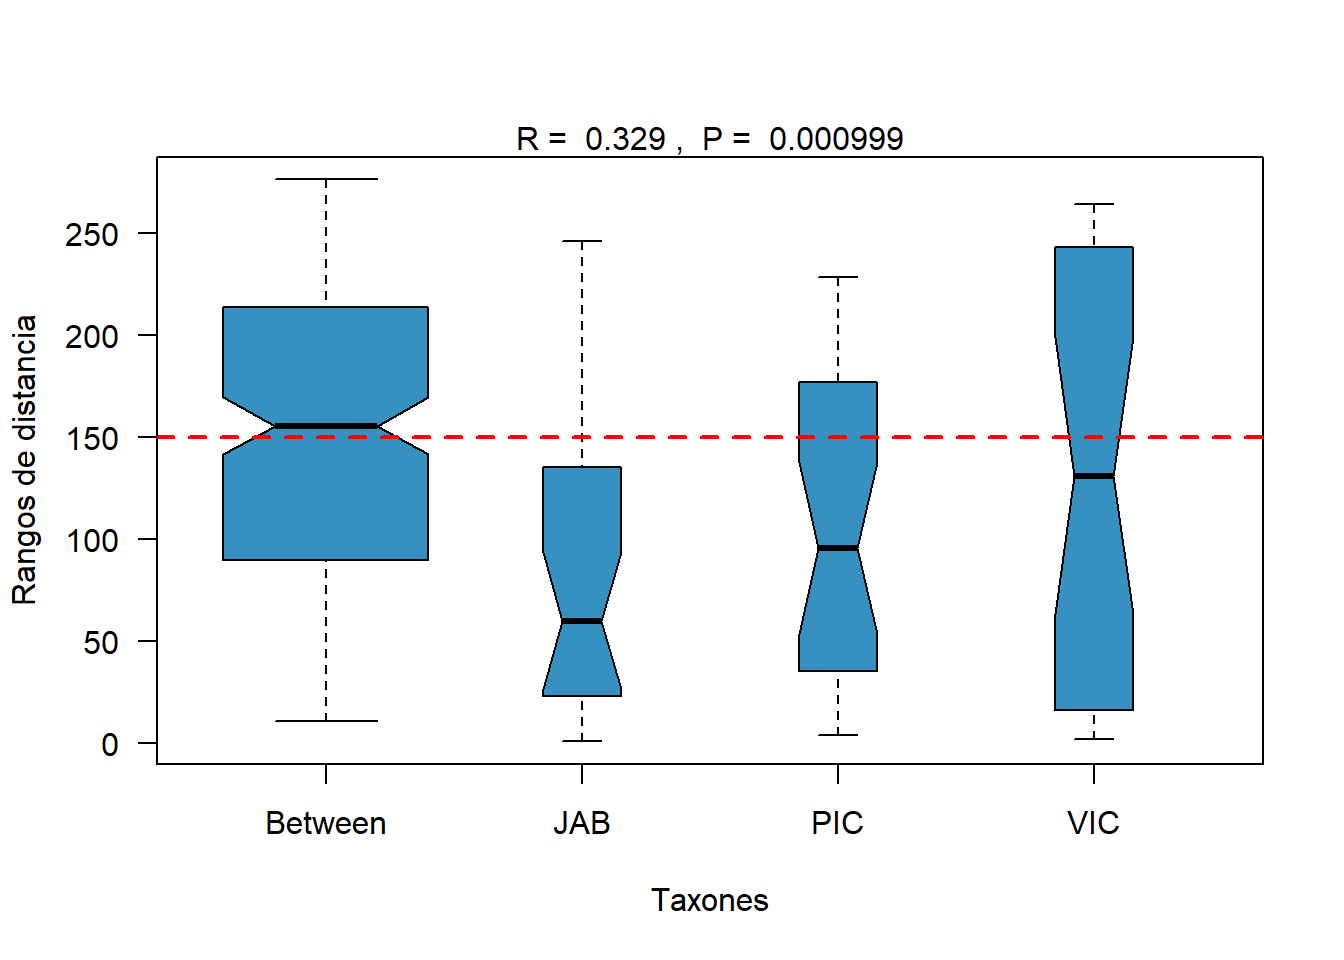 R =  0.329 ,  P =  0.000999
Rangos de distancia
250
200
150
100
50
0
Between JAB PIC VIC
Taxones